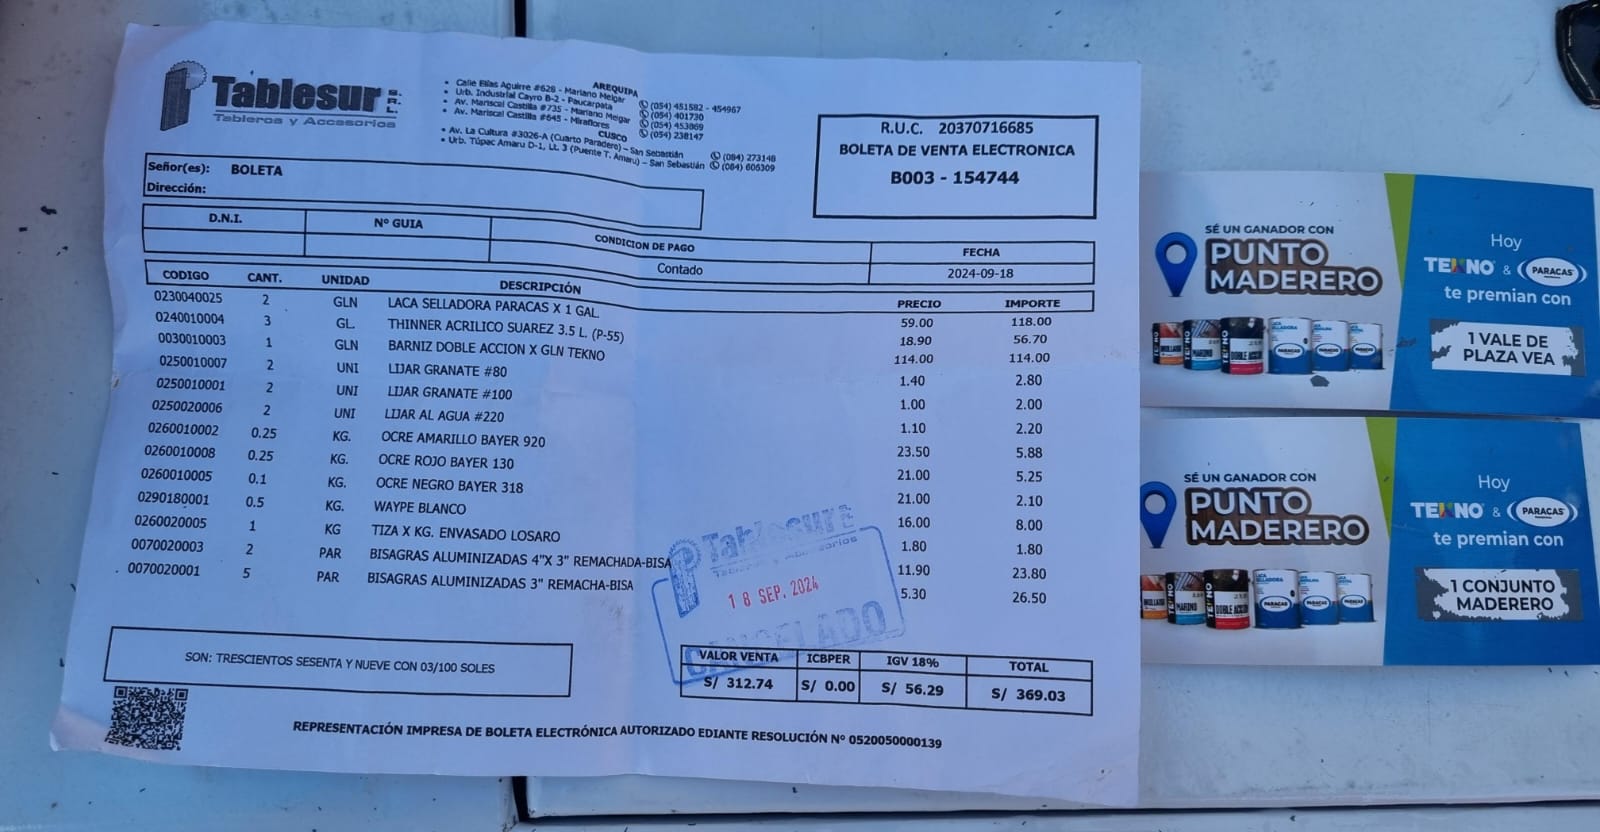 Tablesur S.R.L.
Tableros y Accesorios
AREQUIPA
• Calle Elías Aguirre #628 - Mariano Melgar (054) 451582 - 454967
• Urb. Industrial Cayro B-2 - Paucarpata (054) 401730
• Av. Mariscal Castilla #735 - Mariano Melgar (054) 453869
• Av. Mariscal Castilla #645 - Miraflores (054) 238147
CUSCO
• Av. La Cultura #3026-A (Cuarto Paradero) – San Sebastián (084) 273148
• Urb. Túpac Amaru D-1, Lt. 3 (Puente T. Amaru) – San Sebastián (084) 606309
R.U.C. 20370716685
BOLETA DE VENTA ELECTRONICA
B003 - 154744
Señor(es): BOLETA
Dirección:
D.N.I. Nº GUIA CONDICION DE PAGO FECHA
Contado 2024-09-18
CODIGO CANT. UNIDAD DESCRIPCIÓN PRECIO IMPORTE
0230040025 2 GLN LACA SELLADORA PARACAS X 1 GAL. 59.00 118.00
0240010004 3 GL. THINNER ACRILICO SUAREZ 3.5 L. (P-55) 18.90 56.70
0030010003 1 GLN BARNIZ DOBLE ACCION X GLN TEKNO 114.00 114.00
0250010007 2 UNI LIJAR GRANATE #80 1.40 2.80
0250010001 2 UNI LIJAR GRANATE #100 1.00 2.00
0250020006 2 UNI LIJAR AL AGUA #220 1.10 2.20
0260010002 0.25 KG. OCRE AMARILLO BAYER 920 23.50 5.88
0260010008 0.25 KG. OCRE ROJO BAYER 130 21.00 5.25
0260010005 0.1 KG. OCRE NEGRO BAYER 318 21.00 2.10
0290180001 0.5 KG. WAYPE BLANCO 16.00 8.00
0260020005 1 KG TIZA X KG. ENVASADO LOSARO 1.80 1.80
0070020003 2 PAR BISAGRAS ALUMINIZADAS 4"X 3" REMACHADA-BISA 11.90 23.80
0070020001 5 PAR BISAGRAS ALUMINIZADAS 3" REMACHA-BISA 5.30 26.50
Tablesur
Tableros y Accesorios
18 SEP. 2024
CANCELADO
SON: TRESCIENTOS SESENTA Y NUEVE CON 03/100 SOLES
VALOR VENTA ICBPER IGV 18% TOTAL
S/ 312.74 S/ 0.00 S/ 56.29 S/ 369.03
REPRESENTACIÓN IMPRESA DE BOLETA ELECTRÓNICA AUTORIZADO EDIANTE RESOLUCIÓN Nº 0520050000139
SÉ UN GANADOR CON
PUNTO
MADERERO
Hoy
TEKNO & PARACAS
te premian con
1 VALE DE
PLAZA VEA
SÉ UN GANADOR CON
PUNTO
MADERERO
MARINO
DOBLE ACCIÓN
PARACAS
Hoy
TEKNO & PARACAS
te premian con
1 CONJUNTO
MADERERO